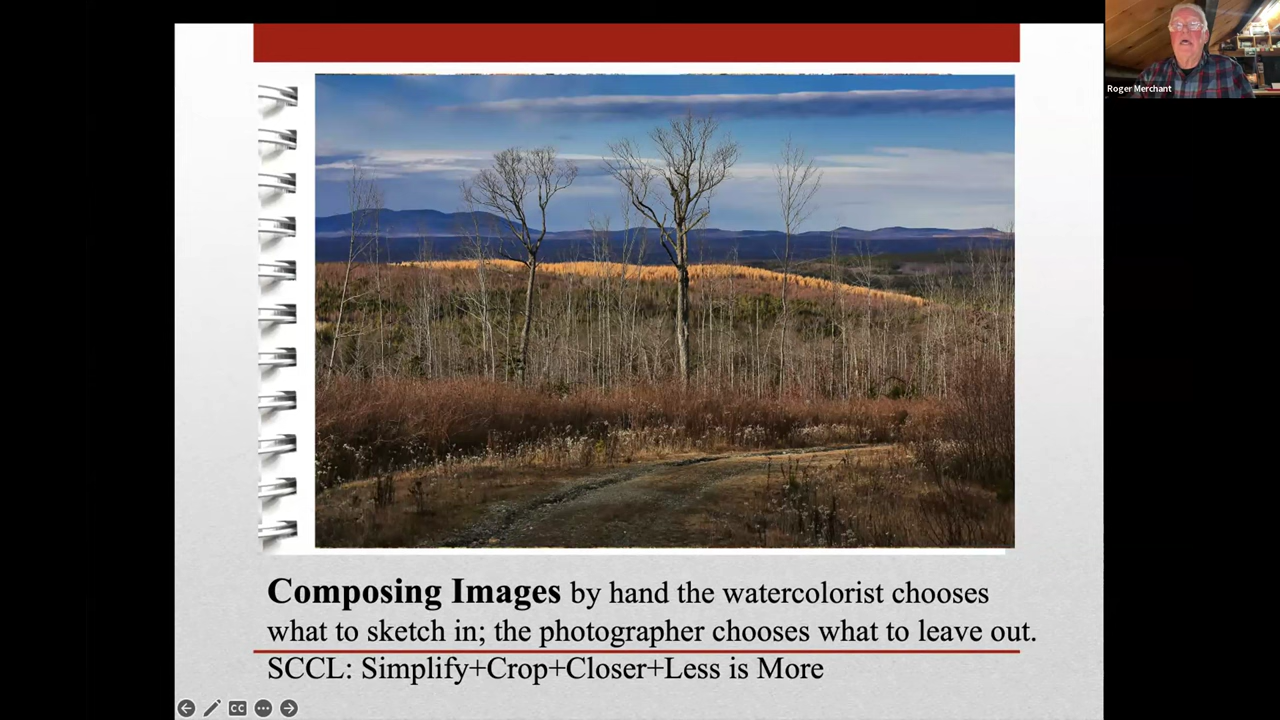 Roger Merchant
Composing Images by hand the watercolorist chooses
what to sketch in; the photographer chooses what to leave out.
SCCL: Simplify+Crop+Closer+Less is More
CC